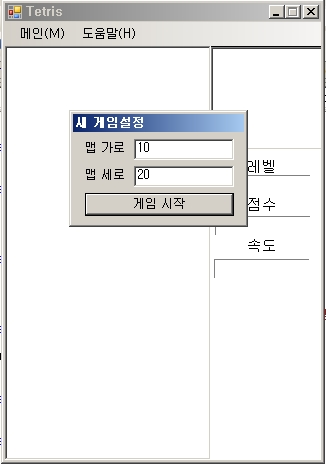 Tetris
메인(M) 도움말(H)
새 게임설정
맵 가로 10
맵 세로 20
게임 시작
레벨
점수
속도